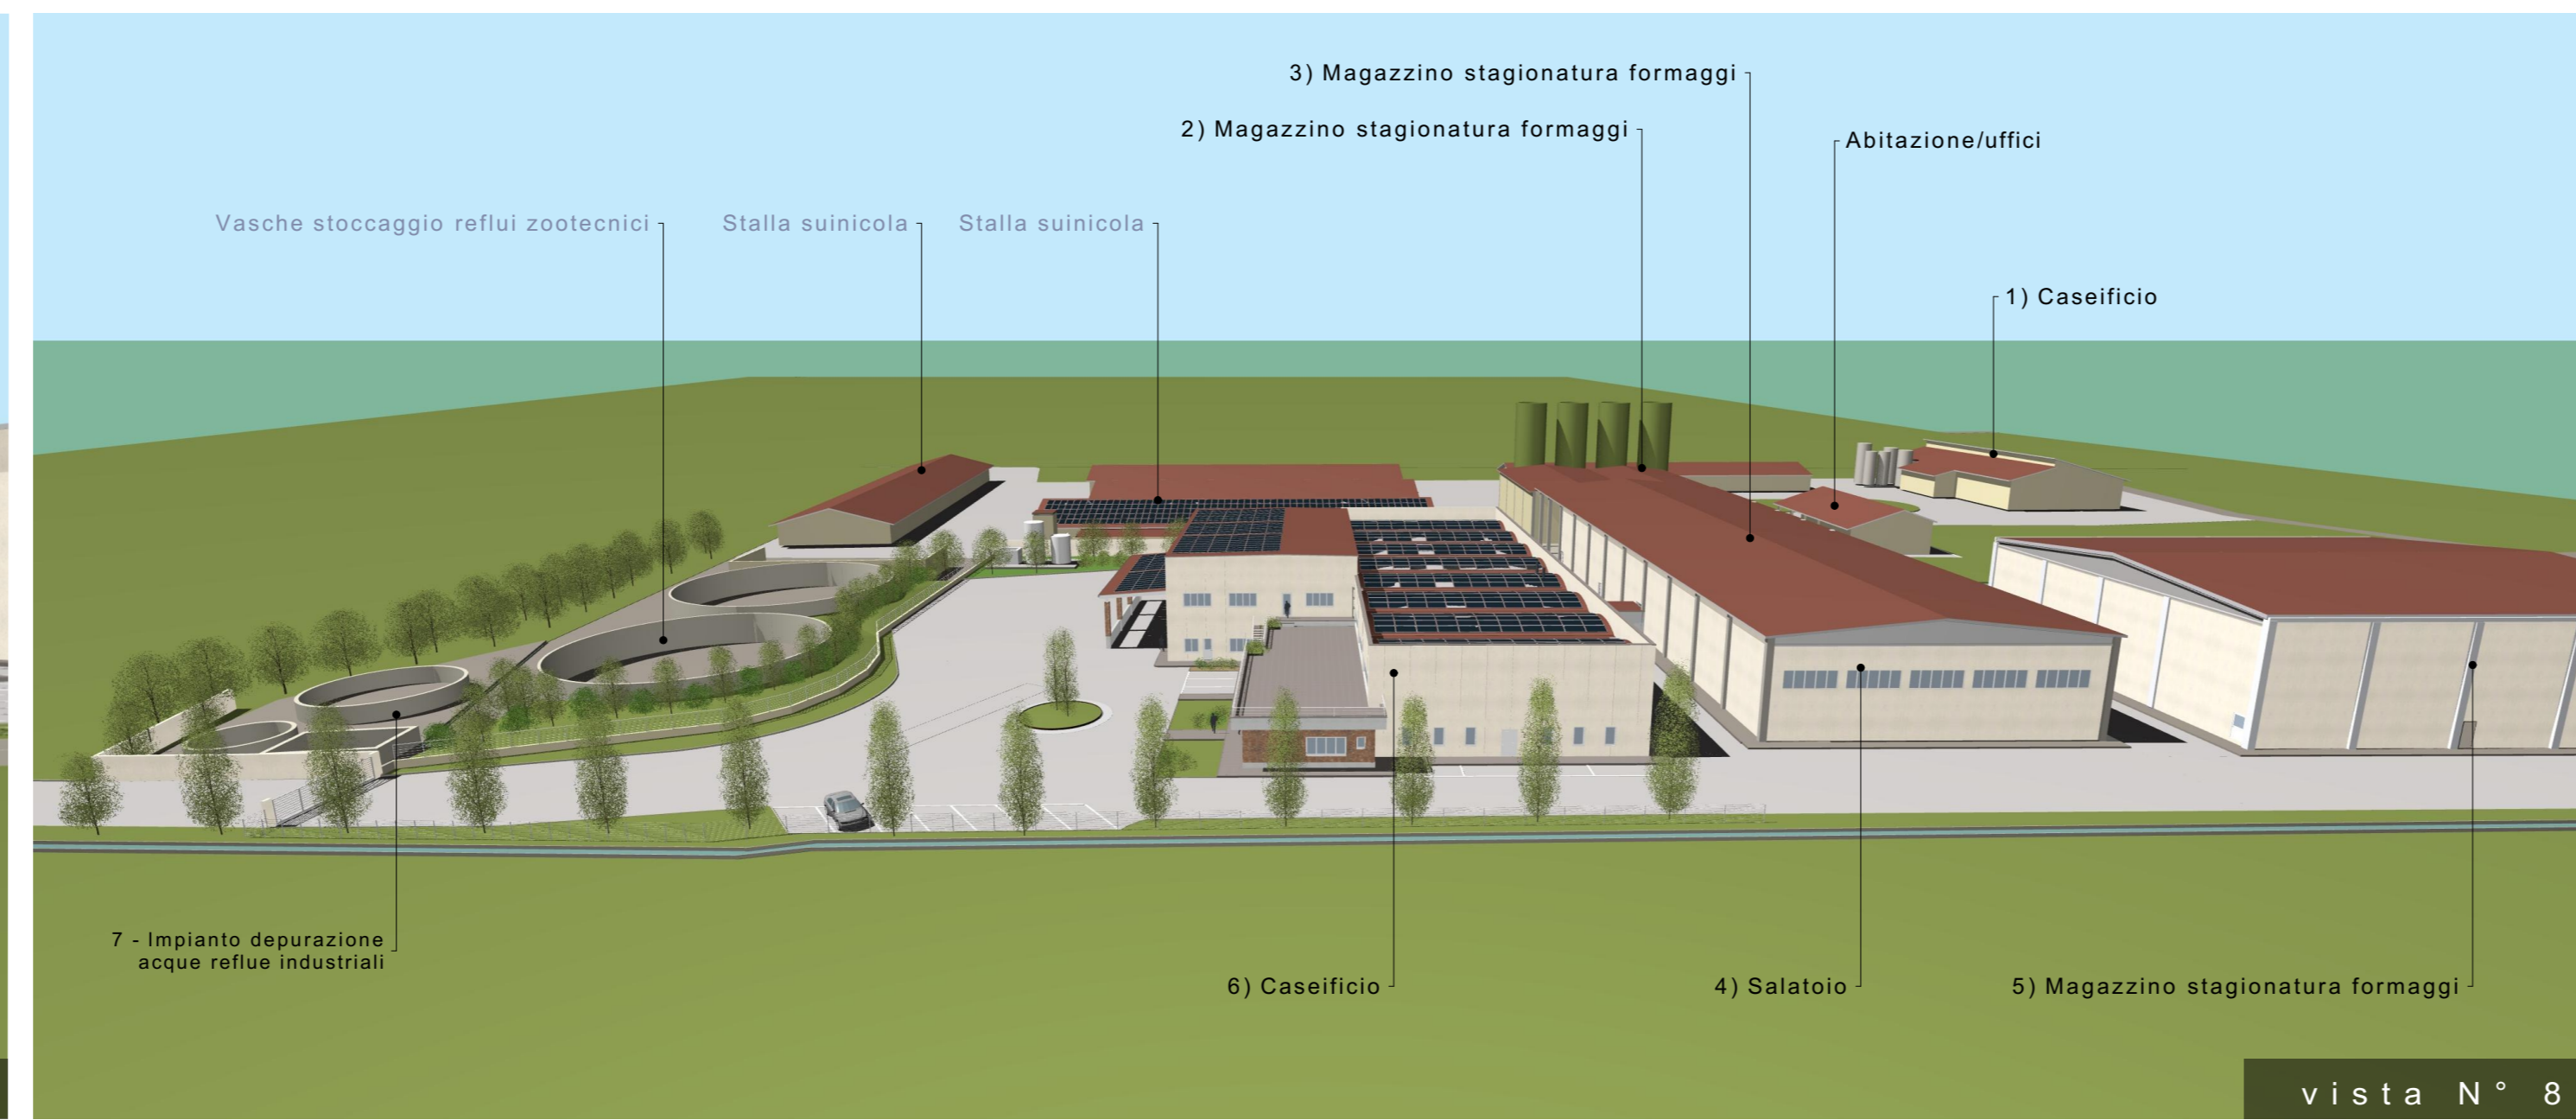 3) Magazzino stagionatura formaggi
2) Magazzino stagionatura formaggi
Abitazione/uffici
Vasche stoccaggio reflui zootecnici
Stalla suinicola
Stalla suinicola
1) Caseificio
7 - Impianto depurazione
acque reflue industriali
6) Caseificio
4) Salatoio
5) Magazzino stagionatura formaggi
vista N° 8